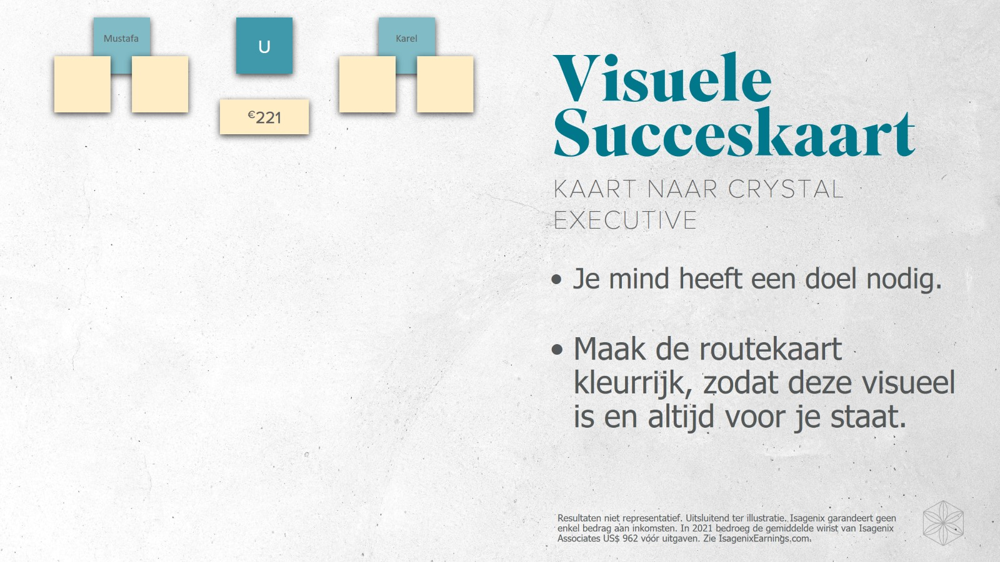 Mustafa
U
Karel
€221
Visuele
Succeskaart
KAART NAAR CRYSTAL
EXECUTIVE
• Je mind heeft een doel nodig.
• Maak de routekaart
kleurrijk, zodat deze visueel
is en altijd voor je staat.
Resultaten niet representatief. Uitsluitend ter illustratie. Isagenix garandeert geen
enkel bedrag aan inkomsten. In 2021 bedroeg de gemiddelde winst van Isagenix
Associates US$ 962 vóór uitgaven. Zie IsagenixEarnings.com.